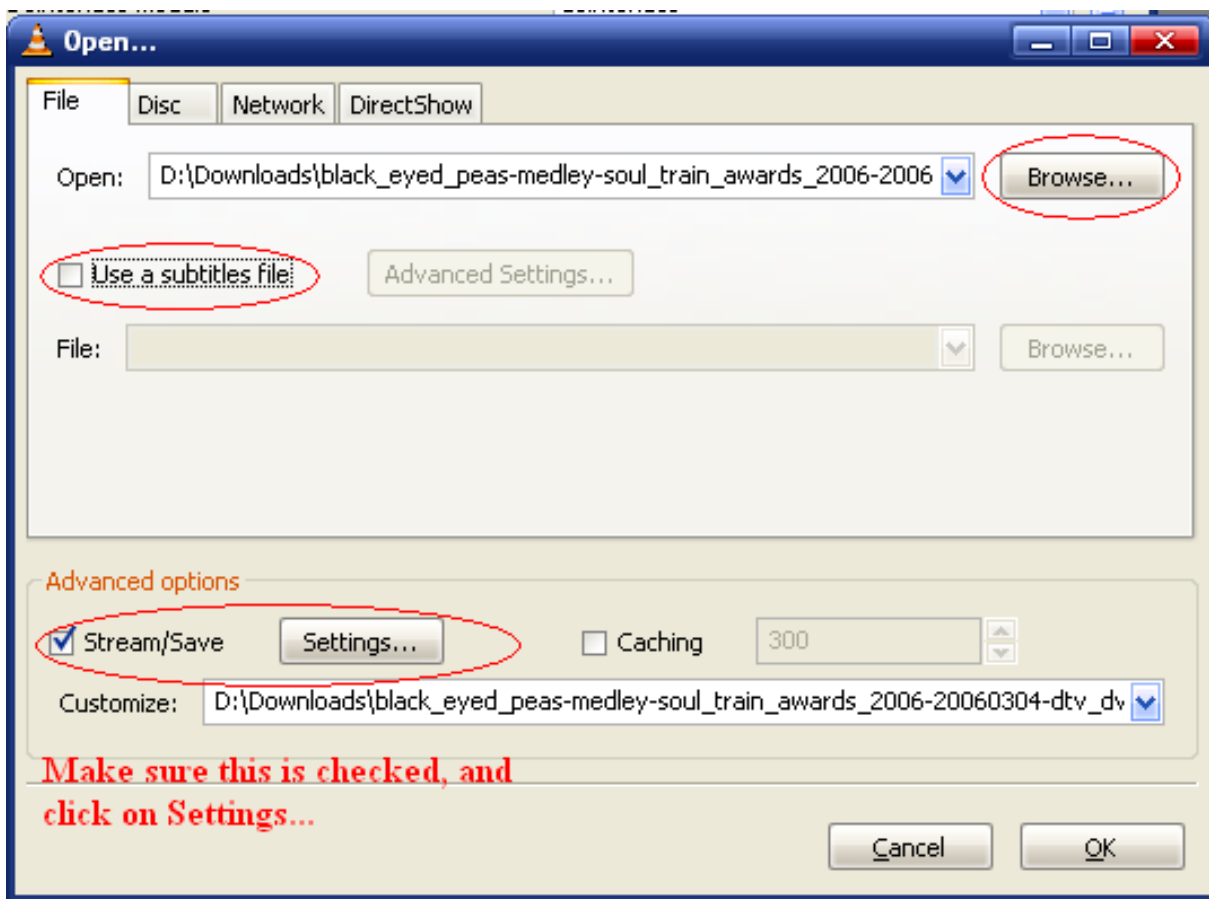 Open...
File Disc Network DirectShow
Open: D:\Downloads\black_eyed_peas-medley-soul_train_awards_2006-2006 Browse...
Use a subtitles file Advanced Settings...
File: Browse...
Advanced options
Stream/Save Settings... Caching 300
Customize: D:\Downloads\black_eyed_peas-medley-soul_train_awards_2006-20060304-dtv_dv
Make sure this is checked, and
click on Settings...
Cancel OK